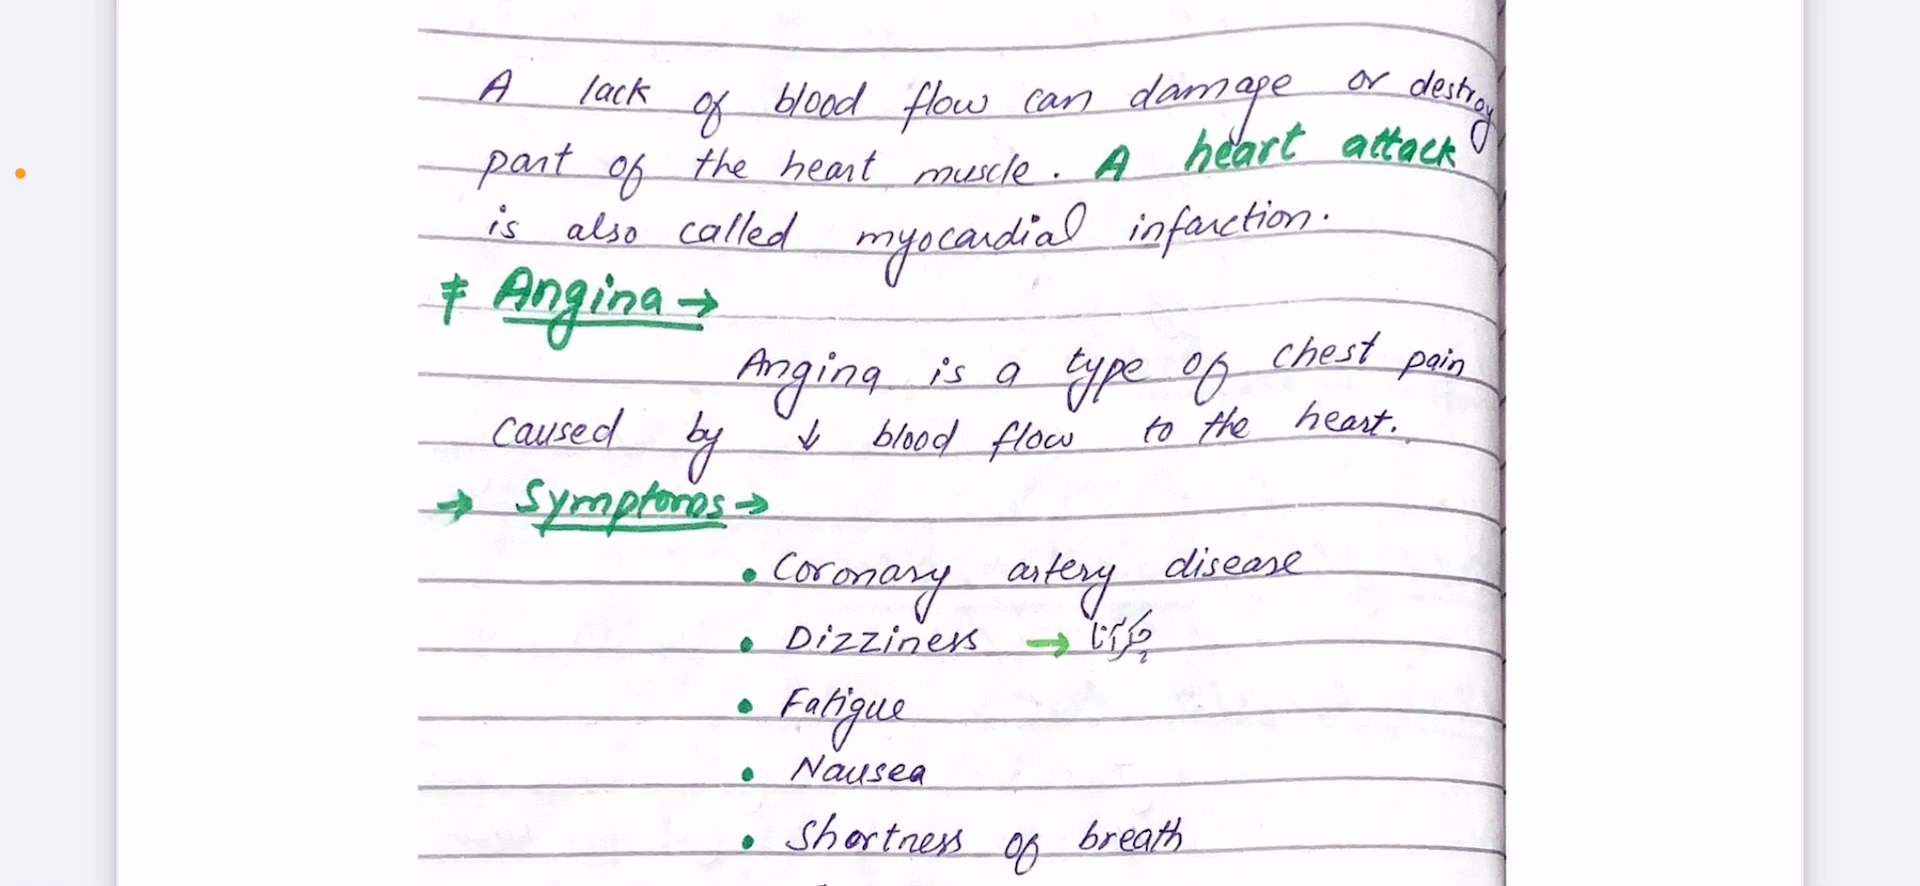 A lack of blood flow can damage or destroy
part of the heart muscle. A heart attack
is also called myocardial infarction.
* Angina →
Angina is a type of chest pain
caused by ↓ blood flow to the heart.
→ Symptoms →
• Coronary artery disease
• Dizziness →
• Fatigue
• Nausea
• Shortness of breath